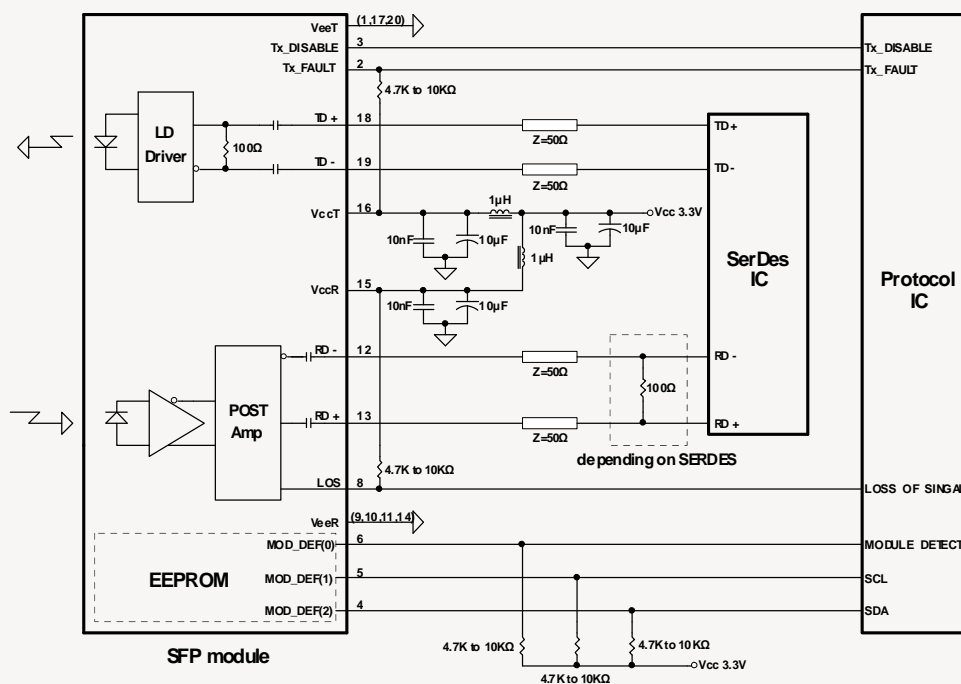 VeeT (1,17,20)
Tx_DISABLE 3 Tx_DISABLE
Tx_FAULT 2 Tx_FAULT
4.7K to 10KΩ
LD Driver
100Ω
TD+ 18 TD+
Z=50Ω
TD - 19 TD-
Z=50Ω
1μH
VccT 16 Vcc 3.3V
10nF 10μF 10nF 10μF
1μH
SerDes IC
Protocol IC
VccR 15
10nF 10μF
RD - 12 RD -
Z=50Ω
100Ω
POST Amp
RD+ 13 RD +
Z=50Ω
depending on SERDES
4.7K to 10KΩ
LOS 8 LOSS OF SINGAL
VeeR (9,10,11,14)
MOD_DEF(0) 6 MODULE DETECT
EEPROM
MOD_DEF(1) 5 SCL
MOD_DEF(2) 4 SDA
4.7K to 10KΩ 4.7K to 10KΩ
SFP module
Vcc 3.3V
4.7K to 10KΩ